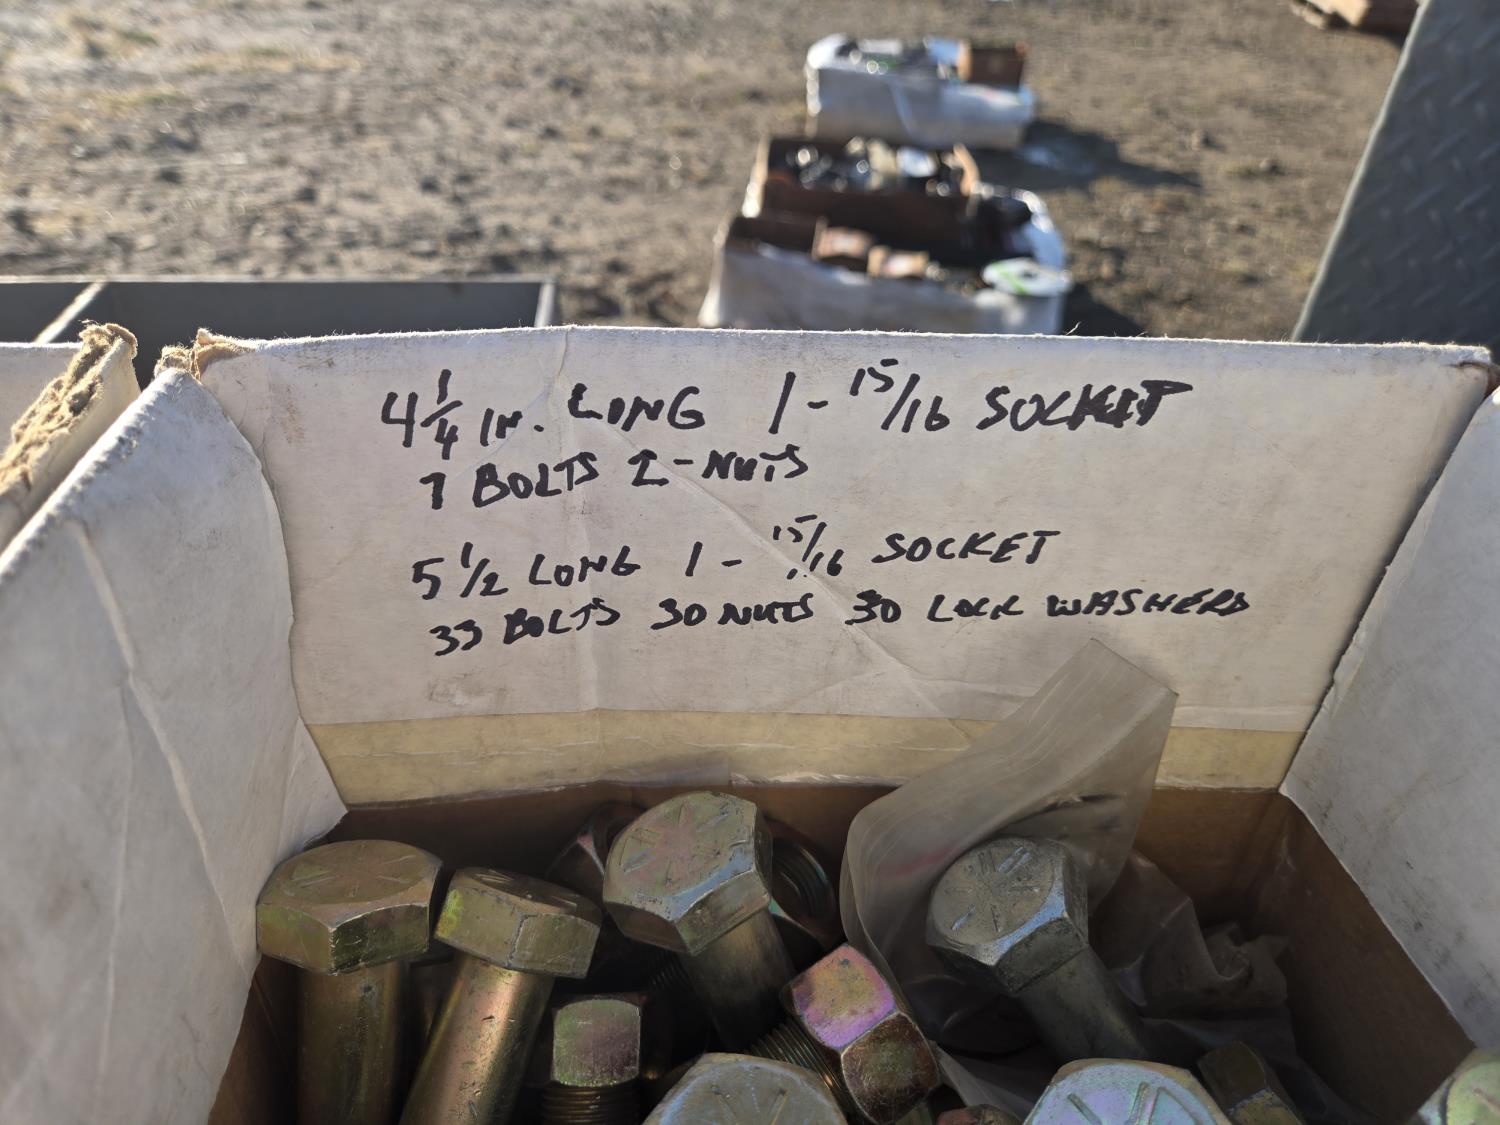 4 1/4 IN. LONG 1 - 15/16 SOCKET
7 BOLTS 2 - NUTS
5 1/2 LONG 1 - 15/16 SOCKET
33 BOLTS 30 NUTS 30 LOCK WASHERS